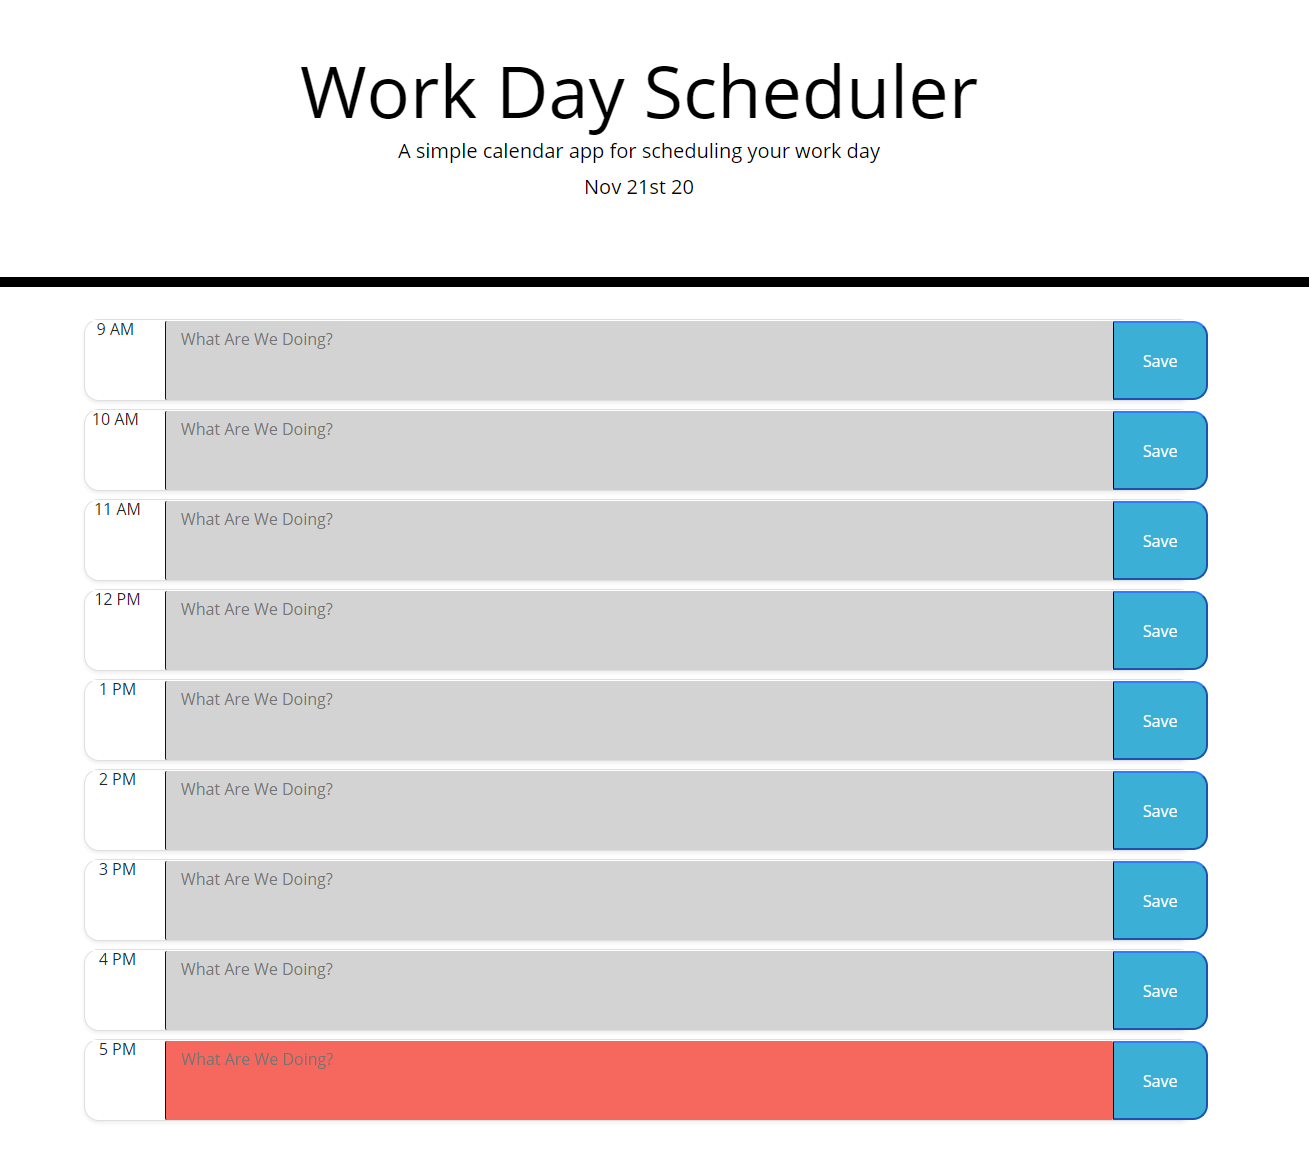 Work Day Scheduler
A simple calendar app for scheduling your work day
Nov 21st 20
9 AM What Are We Doing? Save
10 AM What Are We Doing? Save
11 AM What Are We Doing? Save
12 PM What Are We Doing? Save
1 PM What Are We Doing? Save
2 PM What Are We Doing? Save
3 PM What Are We Doing? Save
4 PM What Are We Doing? Save
5 PM What Are We Doing? Save